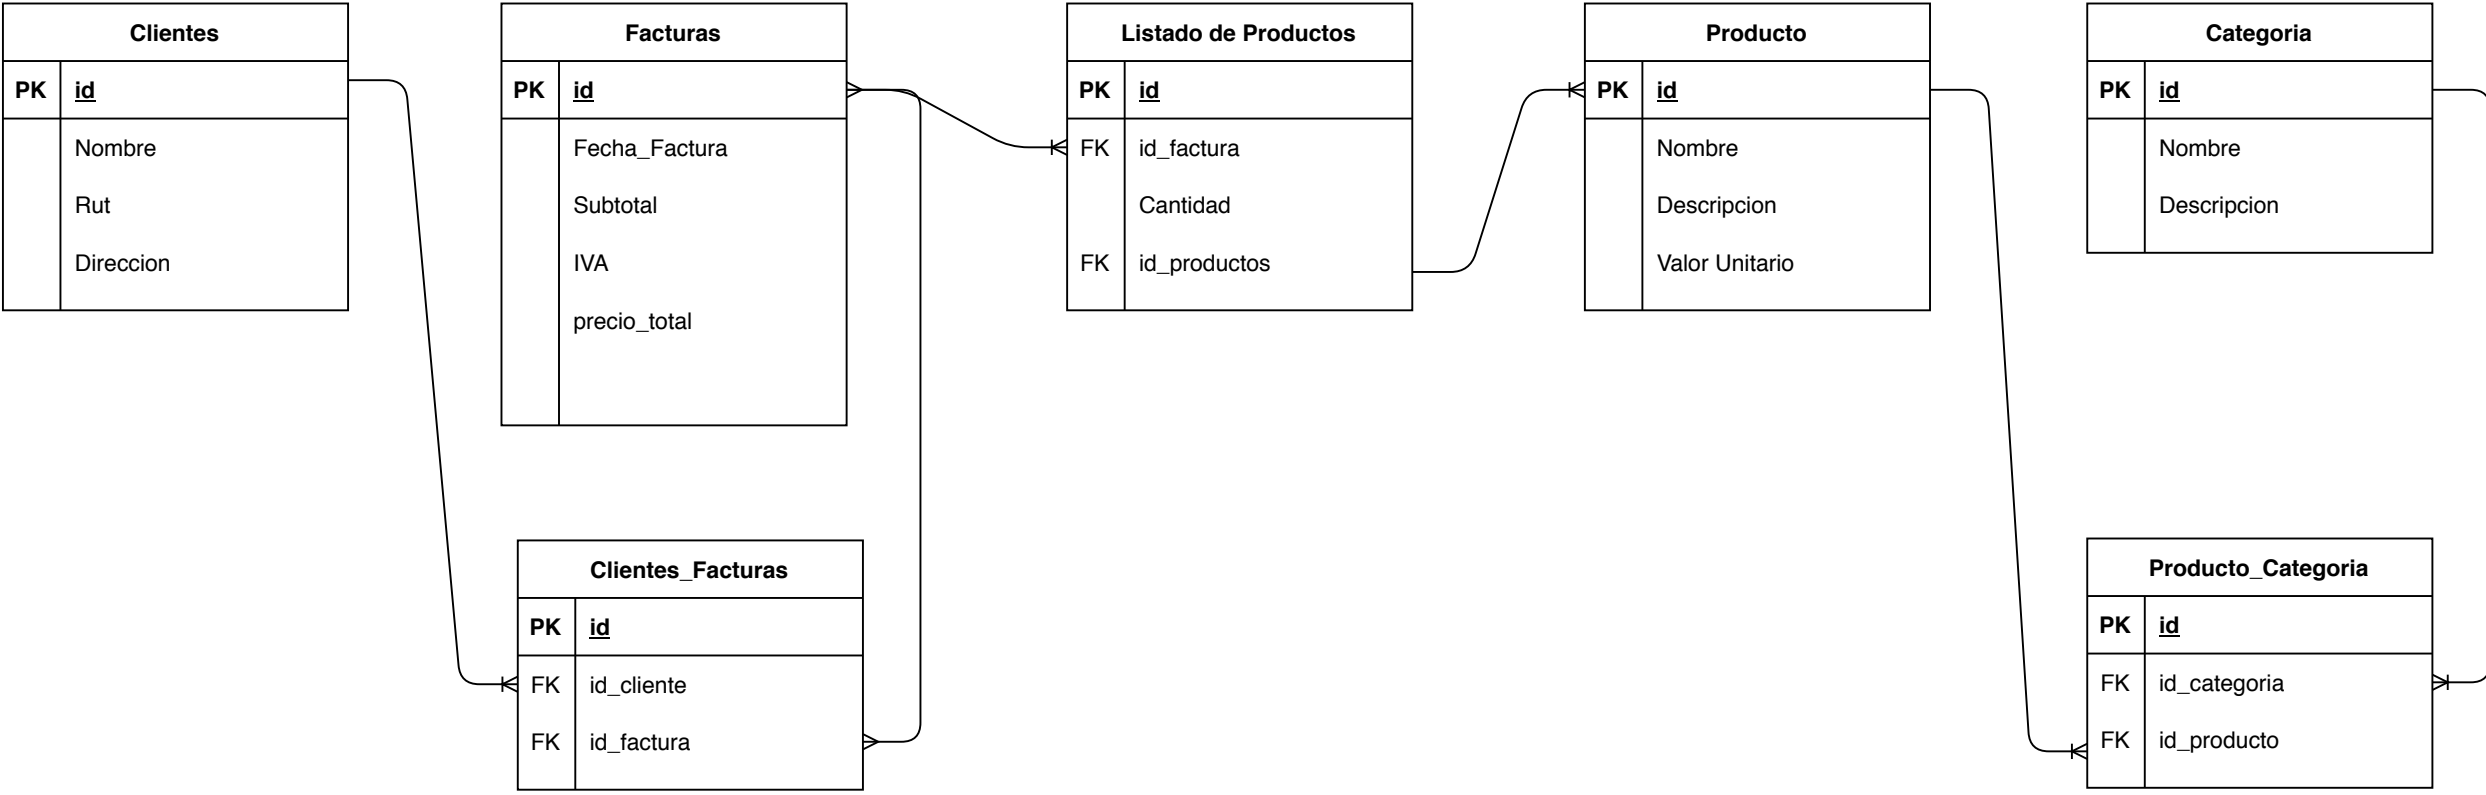 Clientes
PK id
Nombre
Rut
Direccion
Facturas
PK id
Fecha_Factura
Subtotal
IVA
precio_total
Listado de Productos
PK id
FK id_factura
Cantidad
FK id_productos
Producto
PK id
Nombre
Descripcion
Valor Unitario
Categoria
PK id
Nombre
Descripcion
Clientes_Facturas
PK id
FK id_cliente
FK id_factura
Producto_Categoria
PK id
FK id_categoria
FK id_producto